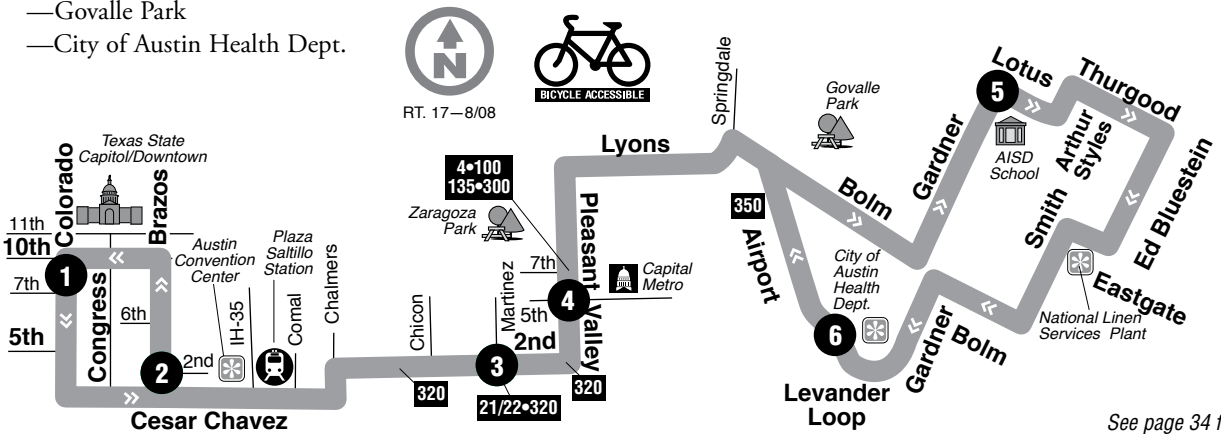 —Govalle Park
—City of Austin Health Dept.
N
RT. 17—8/08
BICYCLE ACCESSIBLE
Texas State
Capitol/Downtown
Colorado
Brazos
11th
10th
1
7th
5th
Congress
6th
2
2nd
Austin
Convention
Center
Plaza
Saltillo
Station
IH-35
Comal
Chalmers
Cesar Chavez
Chicon
320
Martinez
3
21/22•320
2nd
320
4•100
135•300
Zaragoza
Park
7th
5th
4
Pleasant Valley
Capital
Metro
Lyons
Springdale
Govalle
Park
350
Airport
Bolm
Gardner
5
Lotus
AISD
School
Thurgood
Arthur
Styles
Smith
Ed Bluestein
Eastgate
National Linen
Services Plant
Bolm
Gardner
City of
Austin
Health
Dept.
6
Levander
Loop
See page 34 f